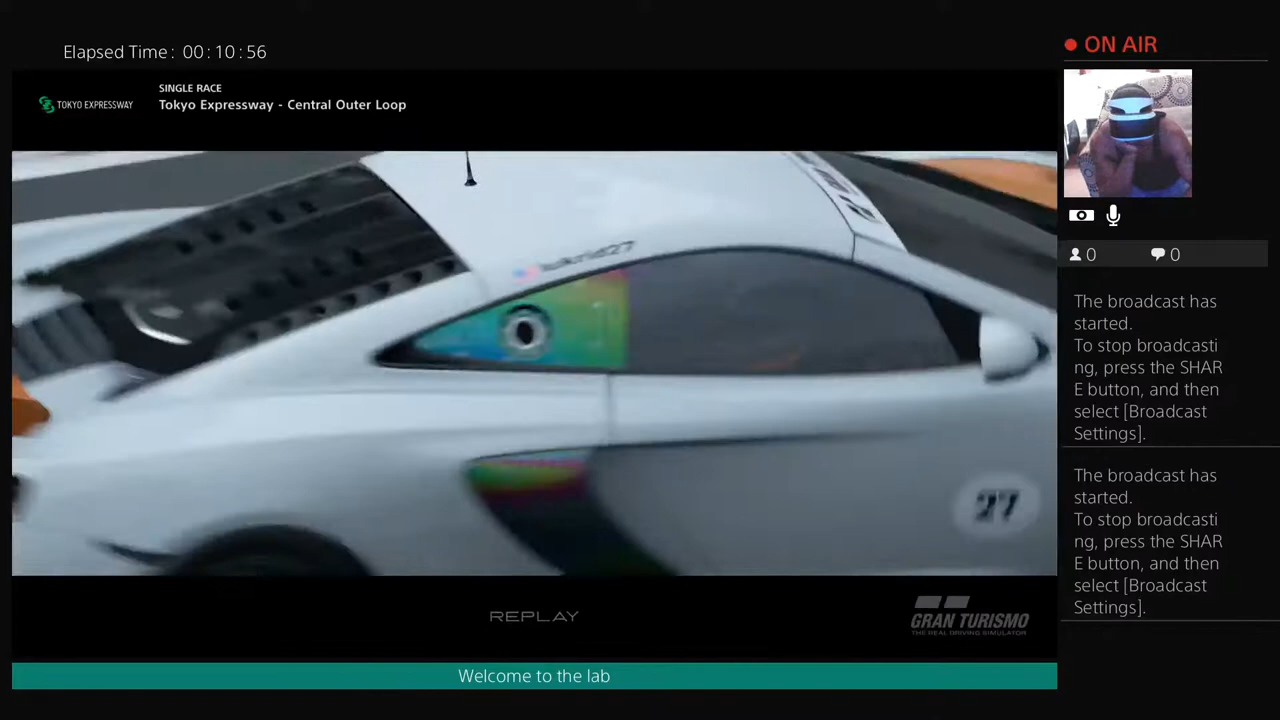 Elapsed Time: 00:10:56
ON AIR
TOKYO EXPRESSWAY
SINGLE RACE
Tokyo Expressway - Central Outer Loop
0
0
The broadcast has
started.
To stop broadcasti
ng, press the SHAR
E button, and then
select [Broadcast
Settings].
The broadcast has
started.
To stop broadcasti
ng, press the SHAR
E button, and then
select [Broadcast
Settings].
27
REPLAY
GRAN TURISMO
THE REAL DRIVING SIMULATOR
Welcome to the lab